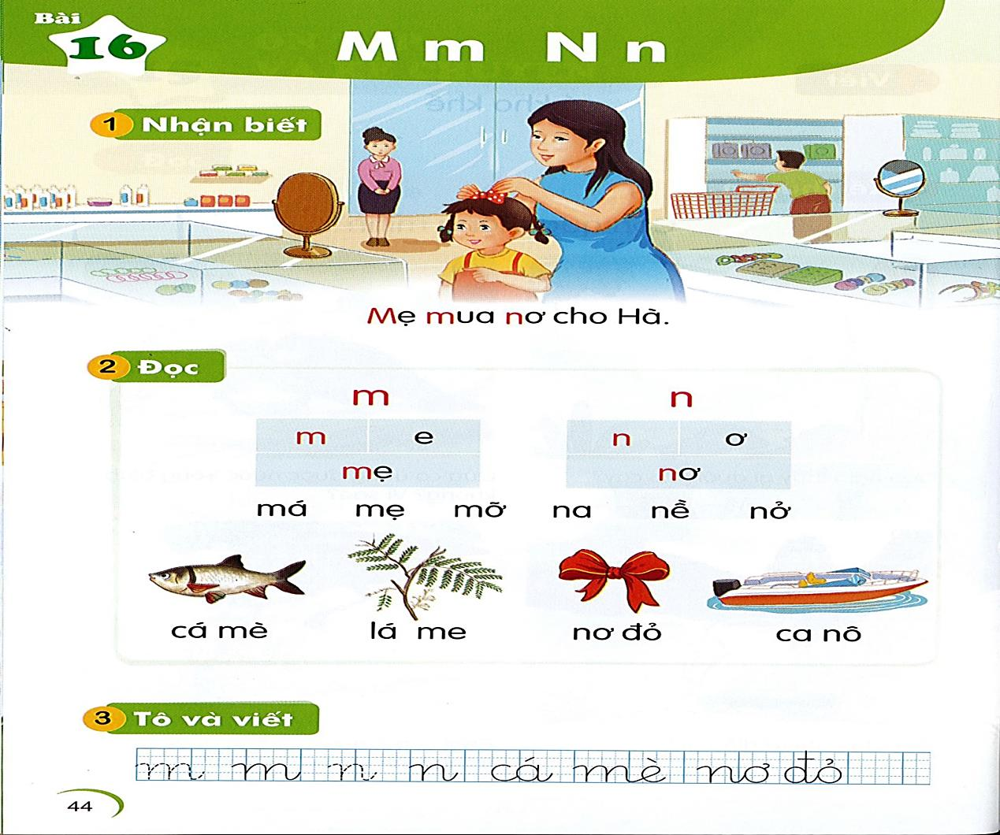 Bài
16
M m N n
1 Nhận biết
Mẹ mua nơ cho Hà.
2 Đọc
m n
m e n ơ
mẹ nơ
má mẹ mỡ na nề nở
cá mè lá me nơ đỏ ca nô
3 Tô và viết
m m n n cá mè nơ đỏ
44